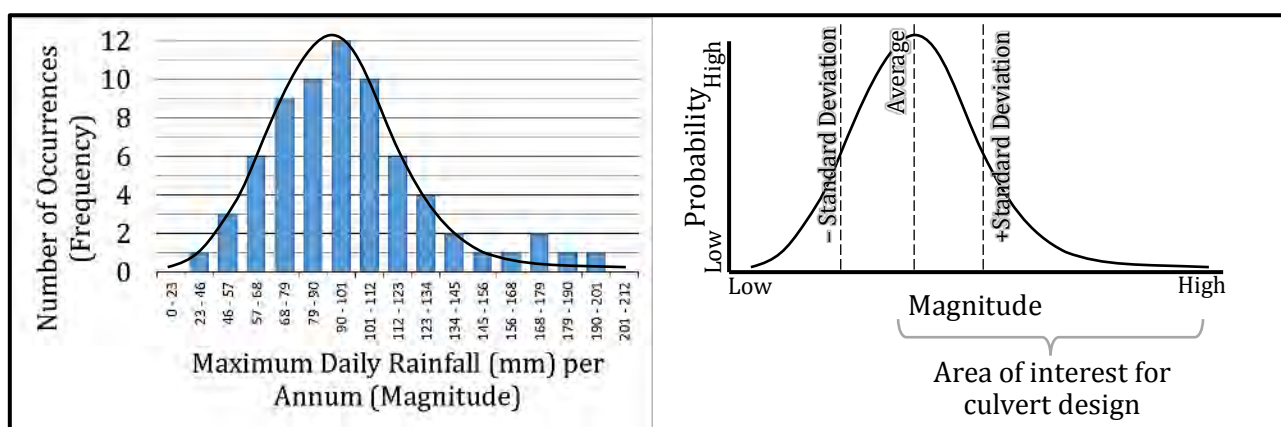 Number of Occurrences
(Frequency)
12
10
8
6
4
2
0
0 - 23
23 - 46
46 - 57
57 - 68
68 - 79
79 - 90
90 - 101
101 - 112
112 - 123
123 - 134
134 - 145
145 - 156
156 - 168
168 - 179
179 - 190
190 - 201
201 - 212
Maximum Daily Rainfall (mm) per
Annum (Magnitude)
Probability
High
Low
– Standard Deviation
Average
+Standard Deviation
Low
High
Magnitude
Area of interest for
culvert design